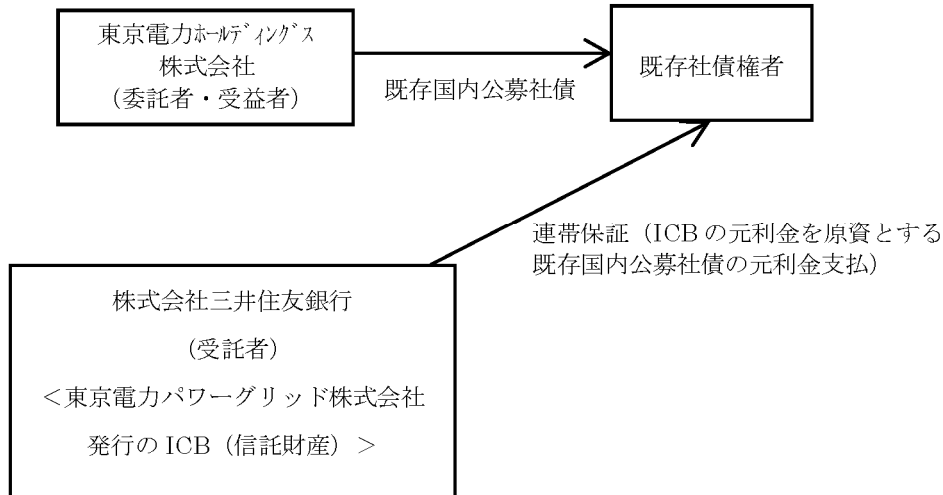 東京電力ﾎｰﾙﾃﾞｨﾝｸﾞｽ
株式会社
(委託者・受益者)
既存国内公募社債
既存社債権者
連帯保証(ICB の元利金を原資とする
既存国内公募社債の元利金支払)
株式会社三井住友銀行
(受託者)
<東京電力パワーグリッド株式会社
発行の ICB(信託財産)>